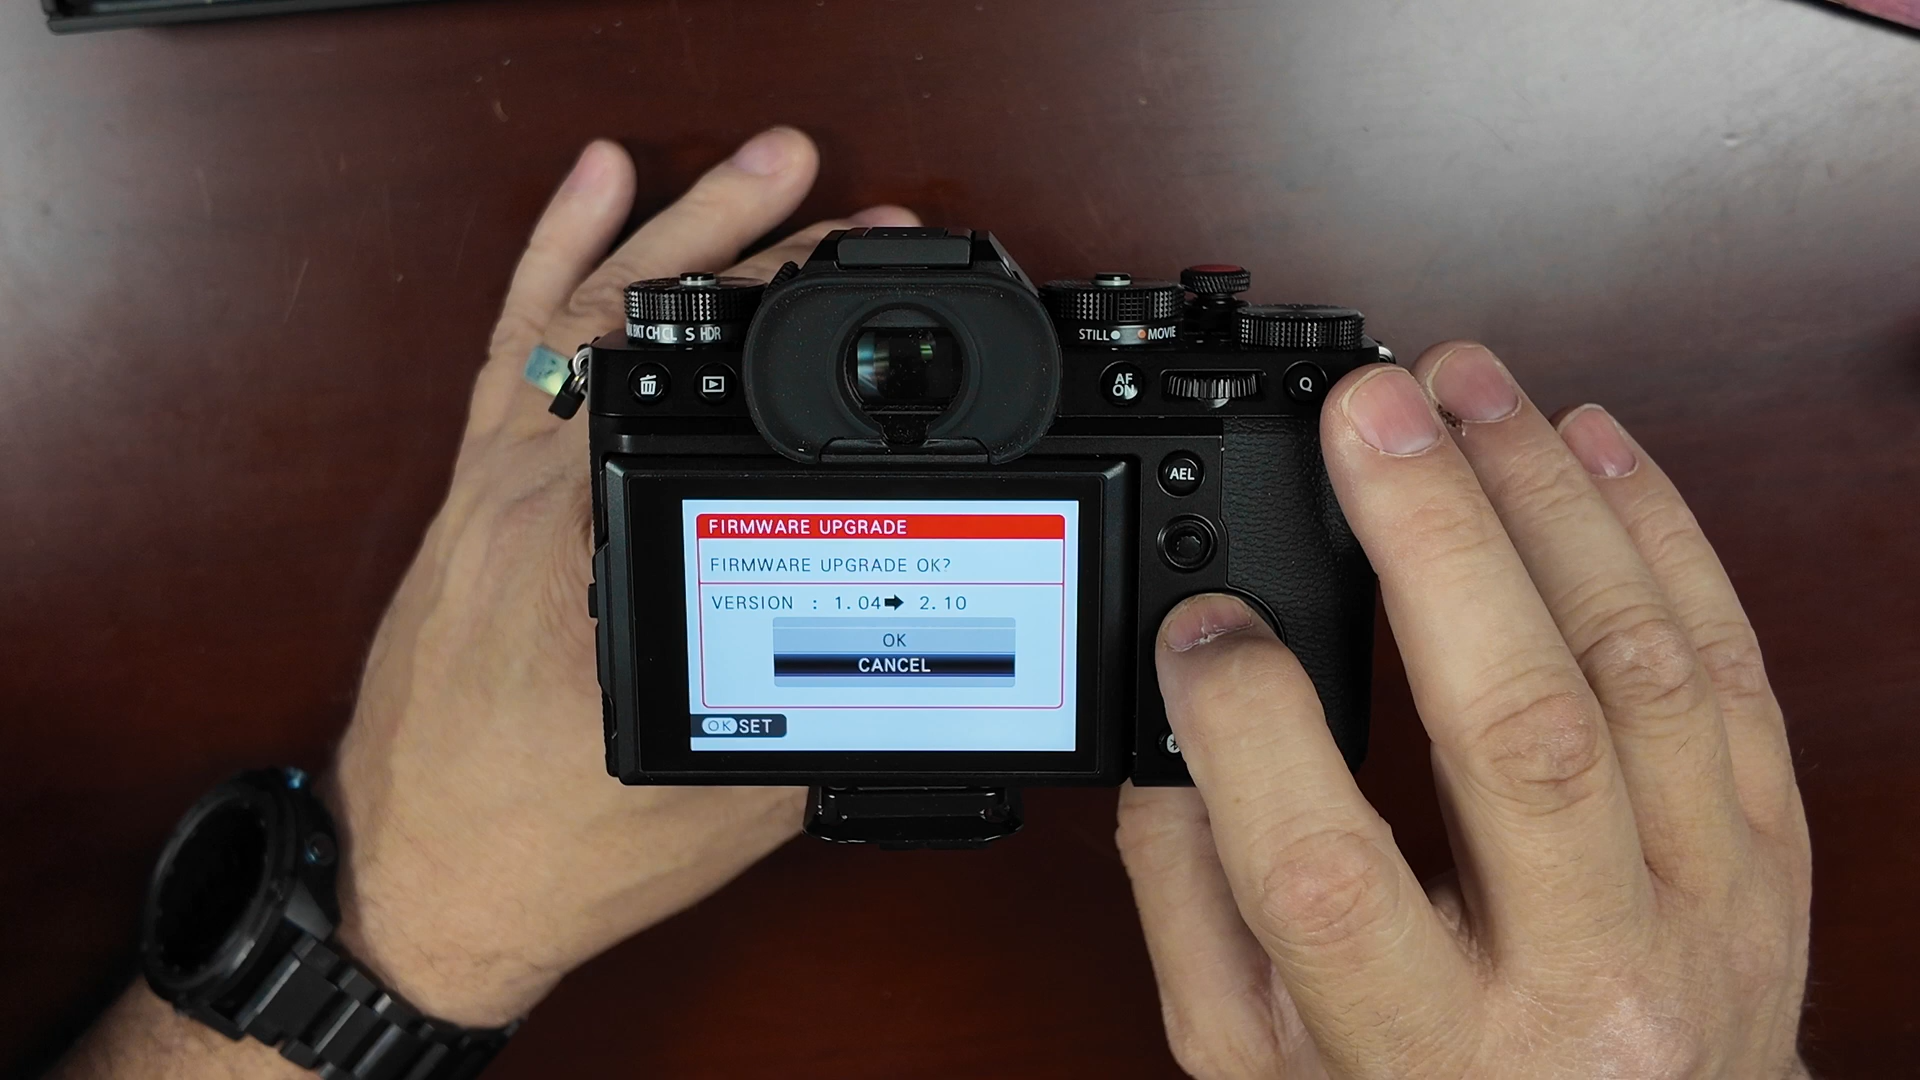 BKT CH CL S HDR
STILL MOVIE
AF
ON
Q
AEL
FIRMWARE UPGRADE
FIRMWARE UPGRADE OK?
VERSION : 1.04➡ 2.10
OK
CANCEL
OK SET